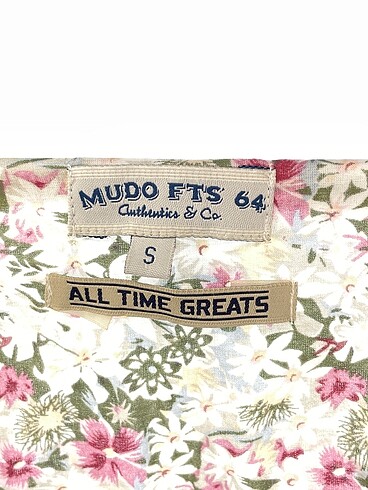 MUDO FTS 64
Authentics & Co.
S
ALL TIME GREATS